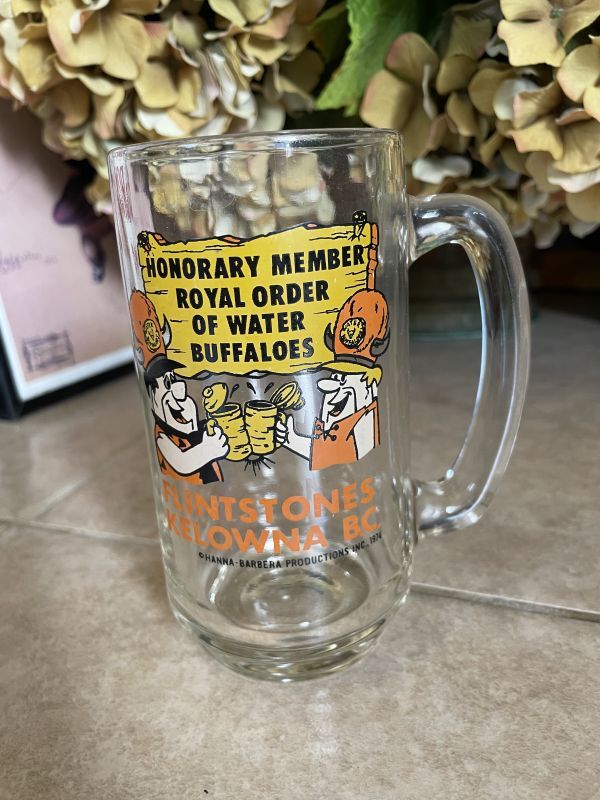 HONORARY MEMBER
ROYAL ORDER
OF WATER
BUFFALOES
FLINTSTONES
KELOWNA BC
©HANNA-BARBERA PRODUCTIONS INC. 1974